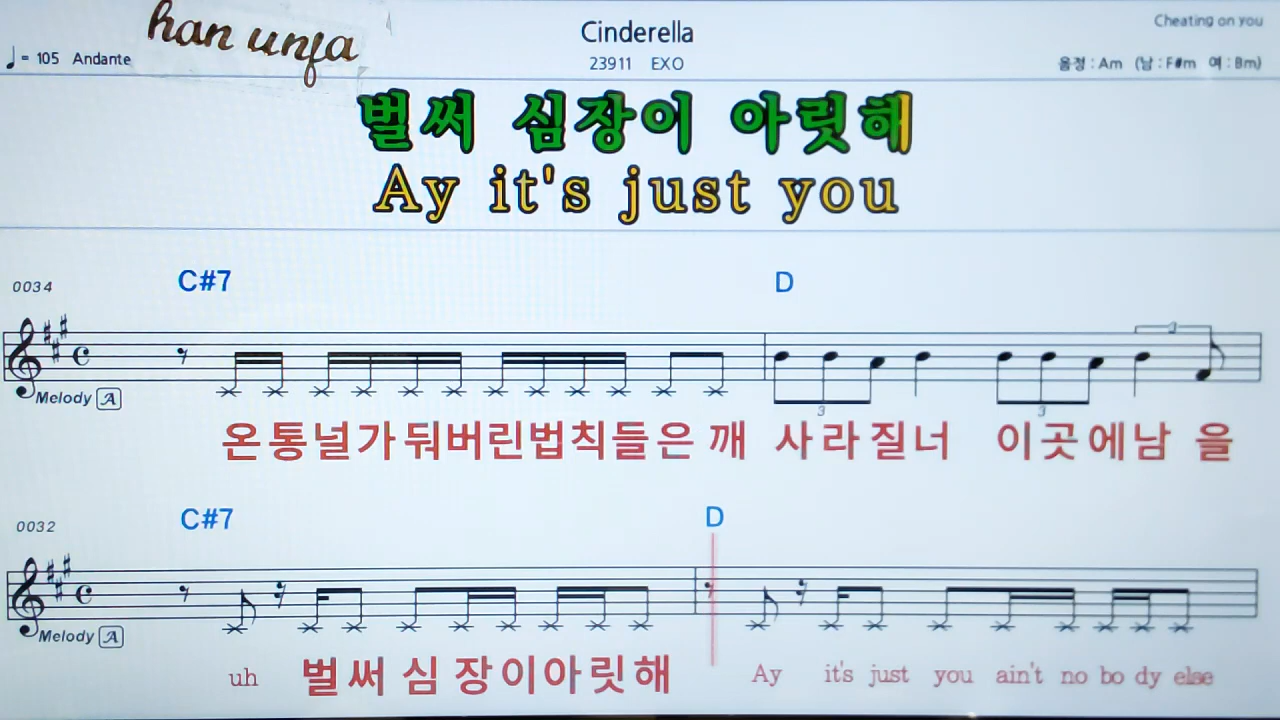 han unja
Cinderella
Cheating on you
♩= 105 Andante
23911 EXO
음정 : Am (남 : F#m 여 : Bm)
벌써 심장이 아릿해
Ay it's just you
0034 C#7 D
3
Melody A
3 3
온통널가둬버린법칙들은 깨 사라질너 이곳에남 을
0032 C#7 D
Melody A
uh 벌써 심 장이아릿해 Ay it's just you ain't no bo dy else